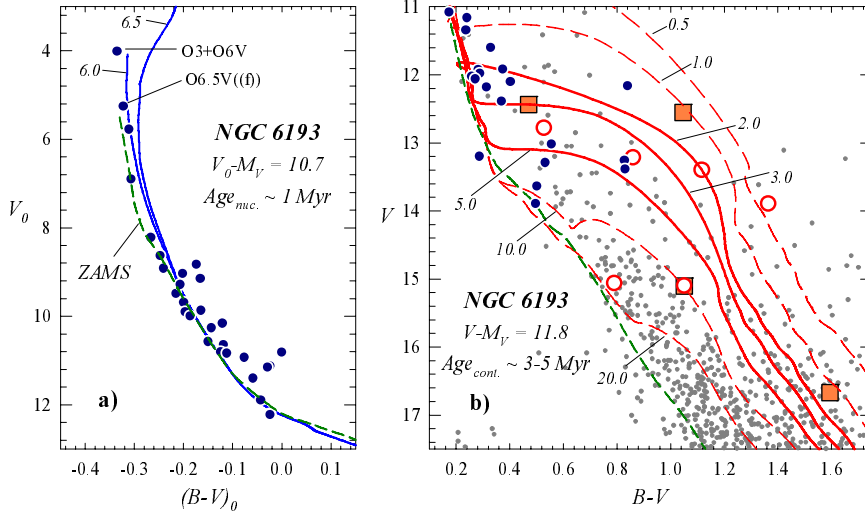 6.5
6.0
O3+O6V
O6.5V((f))
NGC 6193
V0-MV = 10.7
Age nuc. ~ 1 Myr
ZAMS
a)
V0
4
6
8
10
12
-0.4 -0.3 -0.2 -0.1 0.0
(B-V)0
0.5
1.0
2.0
3.0
5.0
10.0
NGC 6193
V-MV = 11.8
Age cont. ~ 3-5 Myr
20.0
b)
V
11
12
13
14
15
16
17
0.2 0.4 0.6 0.8 1.0 1.2 1.4 1.6
B-V